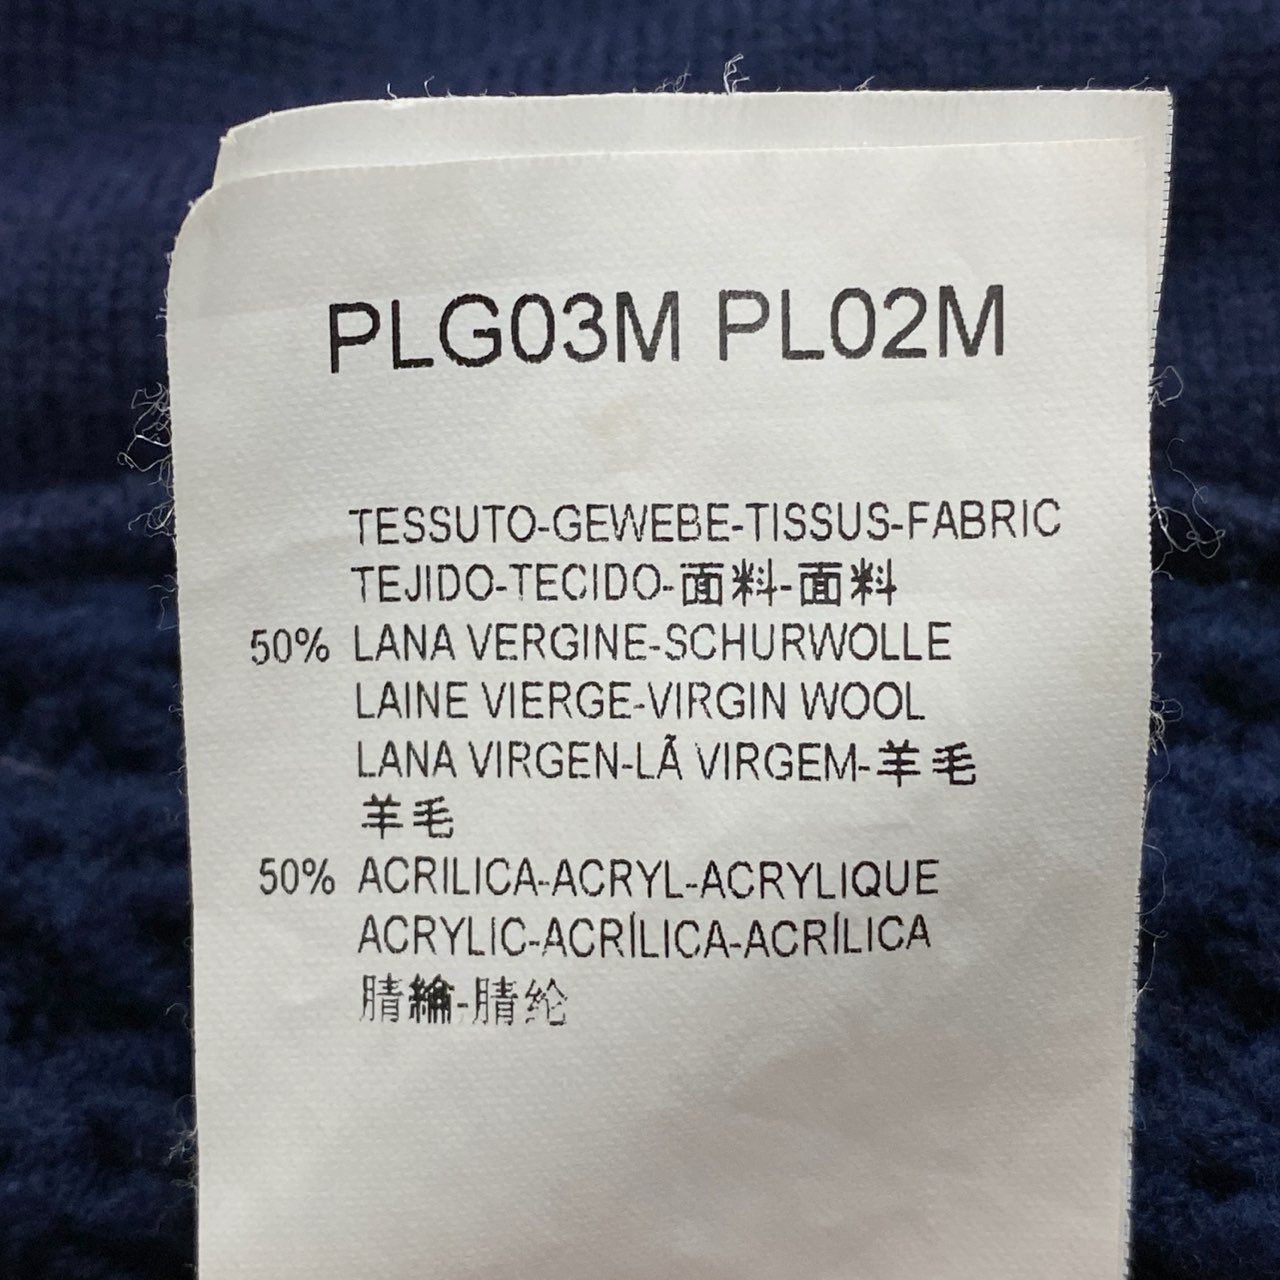 PLG03M PL02M
TESSUTO-GEWEBE-TISSUS-FABRIC
TEJIDO-TECIDO-面料-面料
50% LANA VERGINE-SCHURWOLLE
LAINE VIERGE-VIRGIN WOOL
LANA VIRGEN-LÃ VIRGEM-羊毛
羊毛
50% ACRILICA-ACRYL-ACRYLIQUE
ACRYLIC-ACRÍLICA-ACRÍLICA
腈綸-腈纶